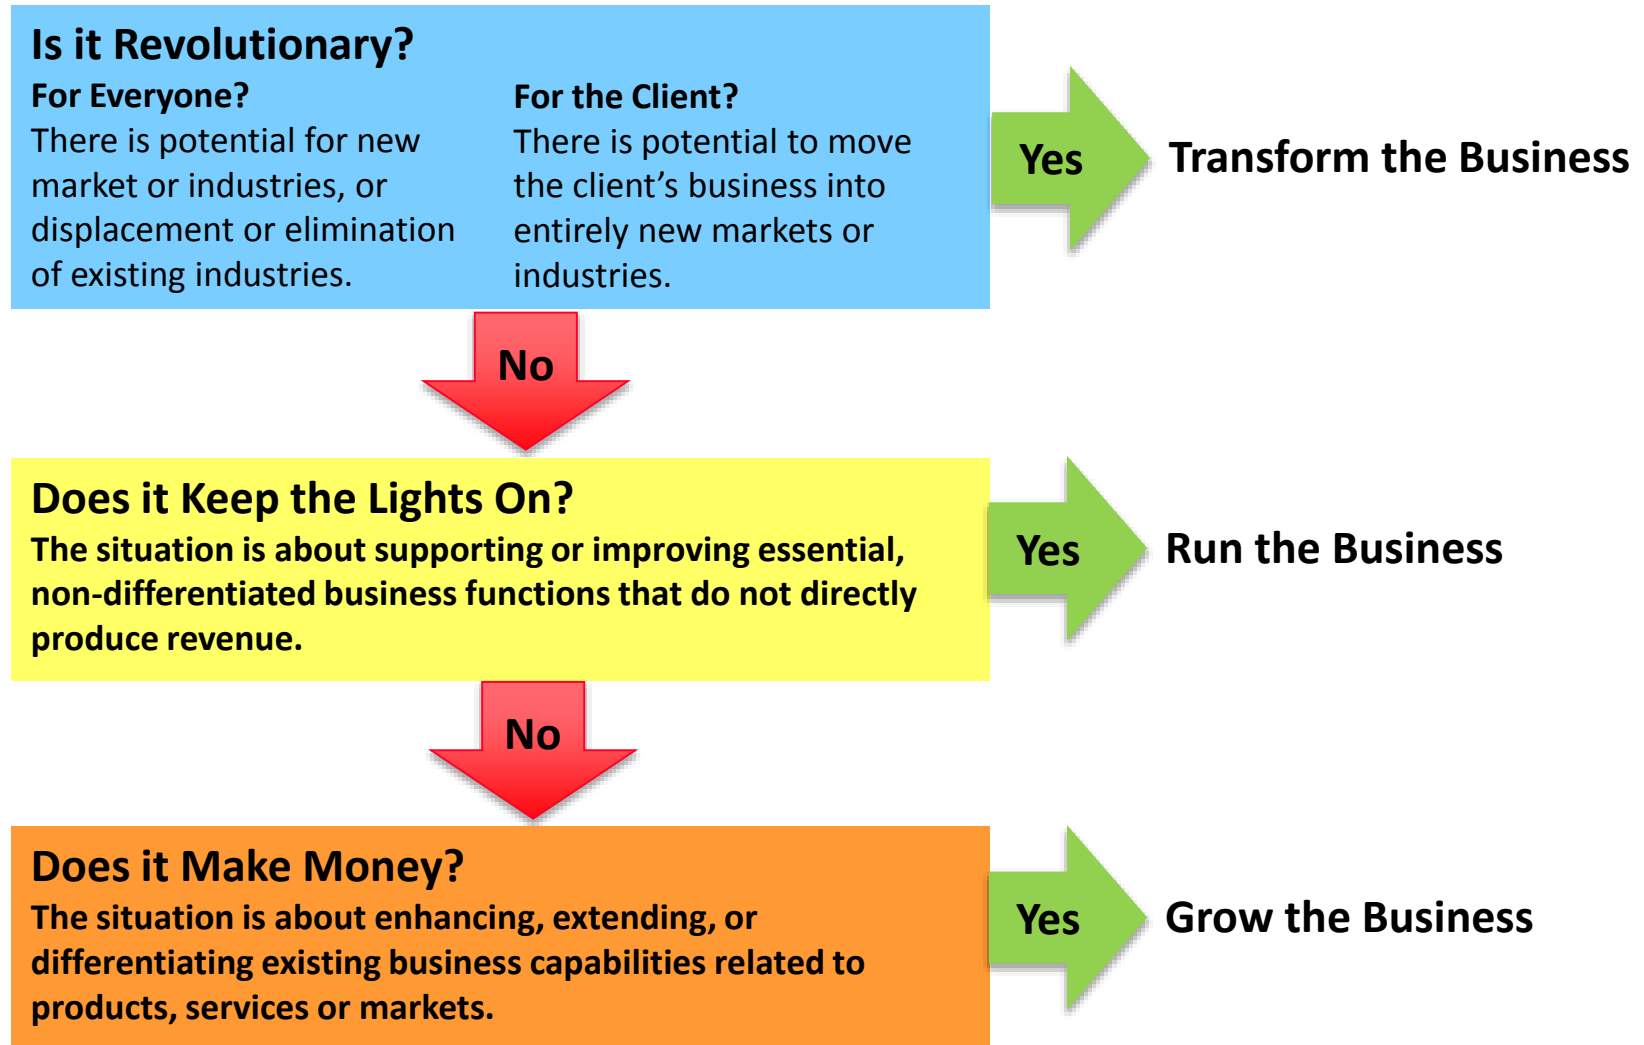 Is it Revolutionary?
For Everyone?
There is potential for new
market or industries, or
displacement or elimination
of existing industries.
For the Client?
There is potential to move
the client's business into
entirely new markets or
industries.
Yes
Transform the Business
No
Does it Keep the Lights On?
The situation is about supporting or improving essential,
non-differentiated business functions that do not directly
produce revenue.
Yes
Run the Business
No
Does it Make Money?
The situation is about enhancing, extending, or
differentiating existing business capabilities related to
products, services or markets.
Yes
Grow the Business